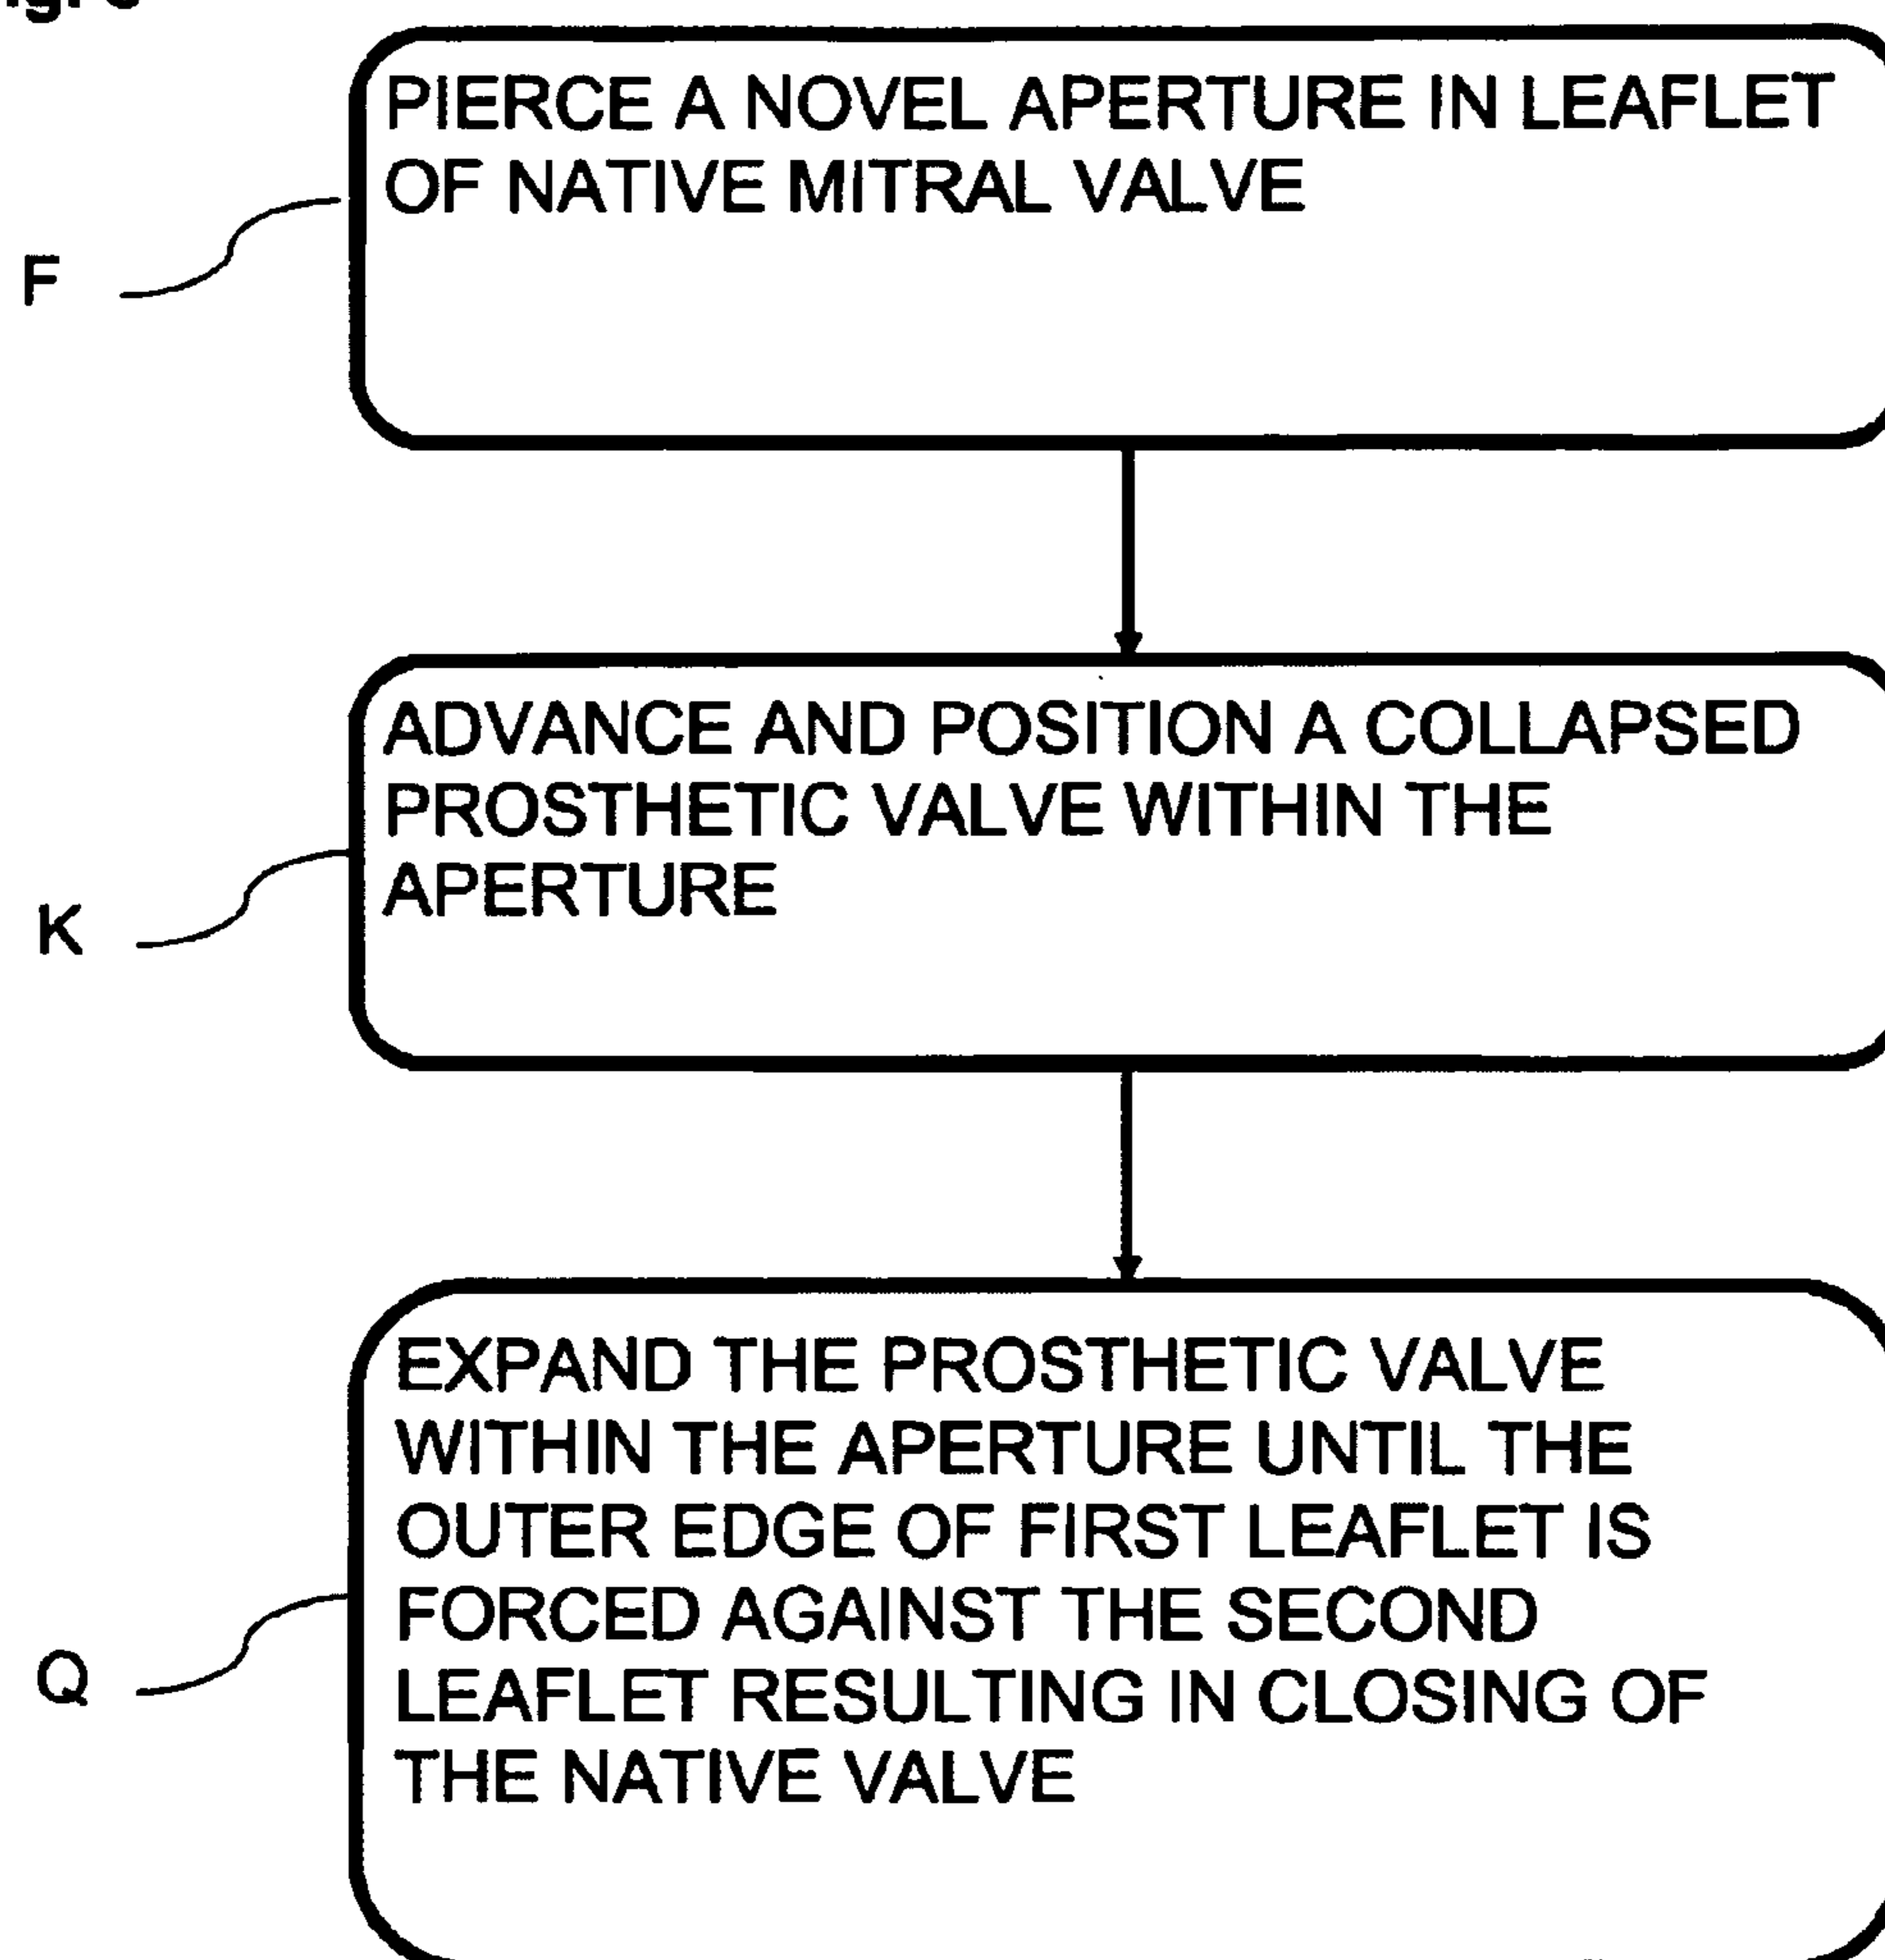 PIERCE A NOVEL APERTURE IN LEAFLET
OF NATIVE MITRAL VALVE
F
ADVANCE AND POSITION A COLLAPSED
PROSTHETIC VALVE WITHIN THE
APERTURE
K
EXPAND THE PROSTHETIC VALVE
WITHIN THE APERTURE UNTIL THE
OUTER EDGE OF FIRST LEAFLET IS
FORCED AGAINST THE SECOND
LEAFLET RESULTING IN CLOSING OF
THE NATIVE VALVE
Q